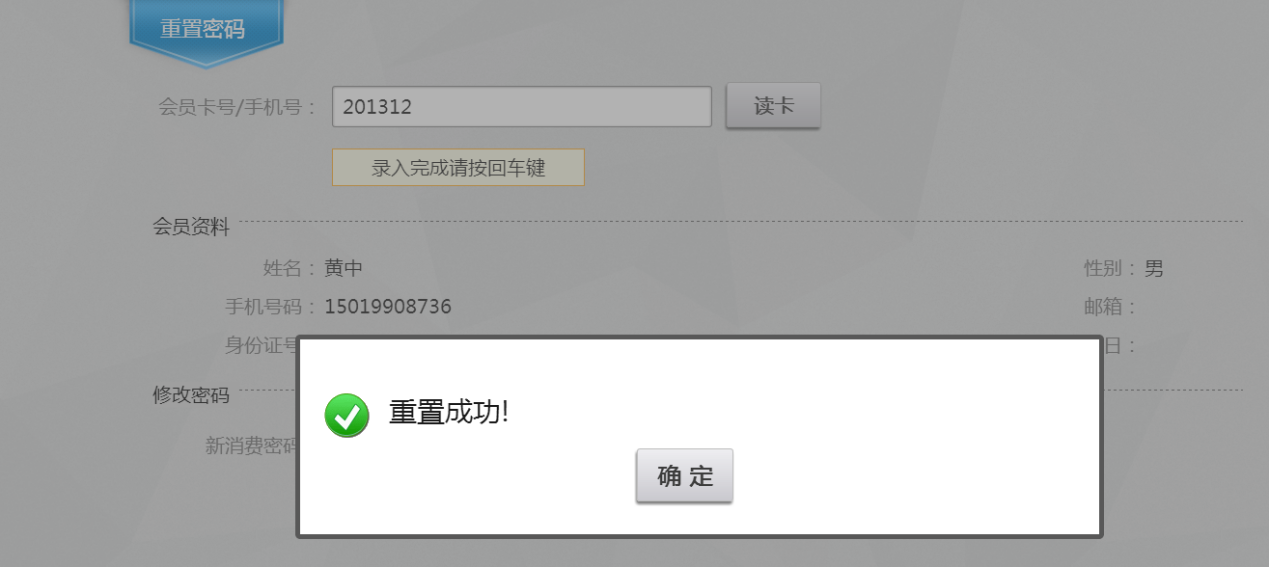 重置密码
会员卡号/手机号： 201312 读卡
录入完成请按回车键
会员资料
姓名： 黄中 性别： 男
手机号码： 15019908736 邮箱：
身份证号 日：
修改密码
重置成功!
新消费密码
确 定